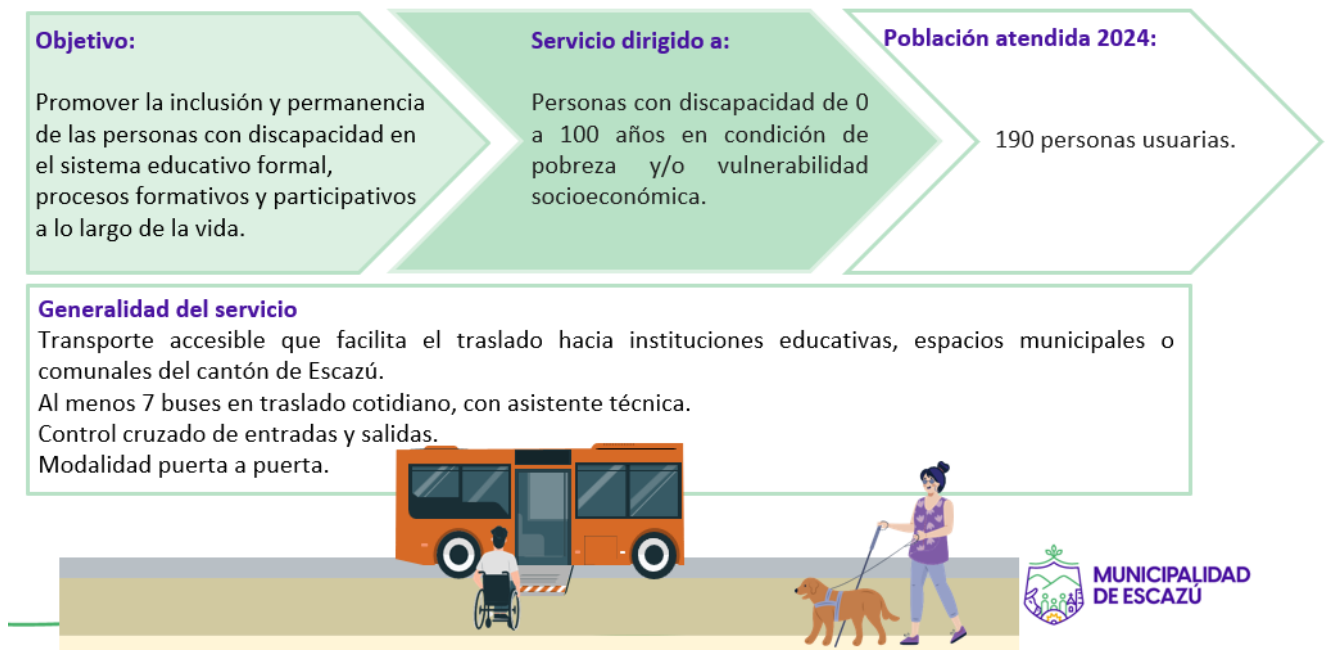 Objetivo:
Promover la inclusión y permanencia
de las personas con discapacidad en
el sistema educativo formal,
procesos formativos y participativos
a lo largo de la vida.
Servicio dirigido a:
Personas con discapacidad de 0
a 100 años en condición de
pobreza y/o vulnerabilidad
socioeconómica.
Población atendida 2024:
190 personas usuarias.
Generalidad del servicio
Transporte accesible que facilita el traslado hacia instituciones educativas, espacios municipales o
comunales del cantón de Escazú.
Al menos 7 buses en traslado cotidiano, con asistente técnica.
Control cruzado de entradas y salidas.
Modalidad puerta a puerta.
MUNICIPALIDAD
DE ESCAZÚ